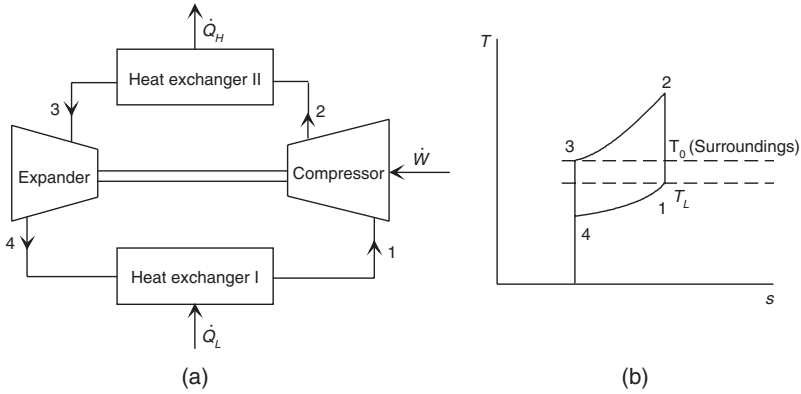 Q̇_H
Heat exchanger II
3
2
Expander
Compressor
Ẇ
4
1
Heat exchanger I
Q̇_L
(a)
T
2
3
T₀ (Surroundings)
T_L
1
4
s
(b)